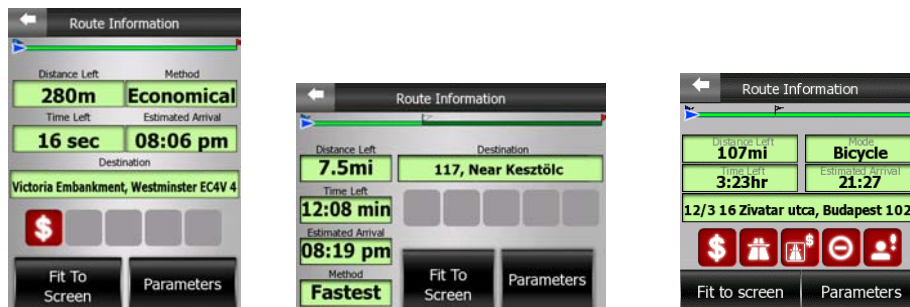 Route Information
Distance Left
Method
280m
Economical
Time Left
Estimated Arrival
16 sec
08:06 pm
Destination
Victoria Embankment, Westminster EC4V 4
$
Fit To
Screen
Parameters
Route Information
Distance Left
Destination
7.5mi
117, Near Kesztölc
Time Left
12:08 min
Estimated Arrival
08:19 pm
Method
Fastest
Fit To
Screen
Parameters
Route Information
Distance Left
Mode
107mi
Bicycle
Time Left
Estimated Arrival
3:23hr
21:27
12/3 16 Zivatar utca, Budapest 102
$
$
!
Fit to screen
Parameters